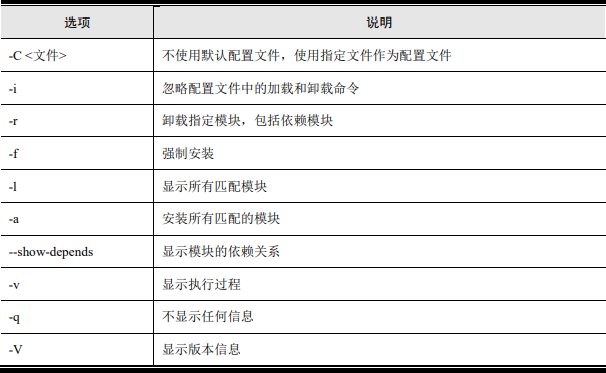 选项 说明
-C <文件> 不使用默认配置文件，使用指定文件作为配置文件
-i 忽略配置文件中的加载和卸载命令
-r 卸载指定模块，包括依赖模块
-f 强制安装
-l 显示所有匹配模块
-a 安装所有匹配的模块
--show-depends 显示模块的依赖关系
-v 显示执行过程
-q 不显示任何信息
-V 显示版本信息